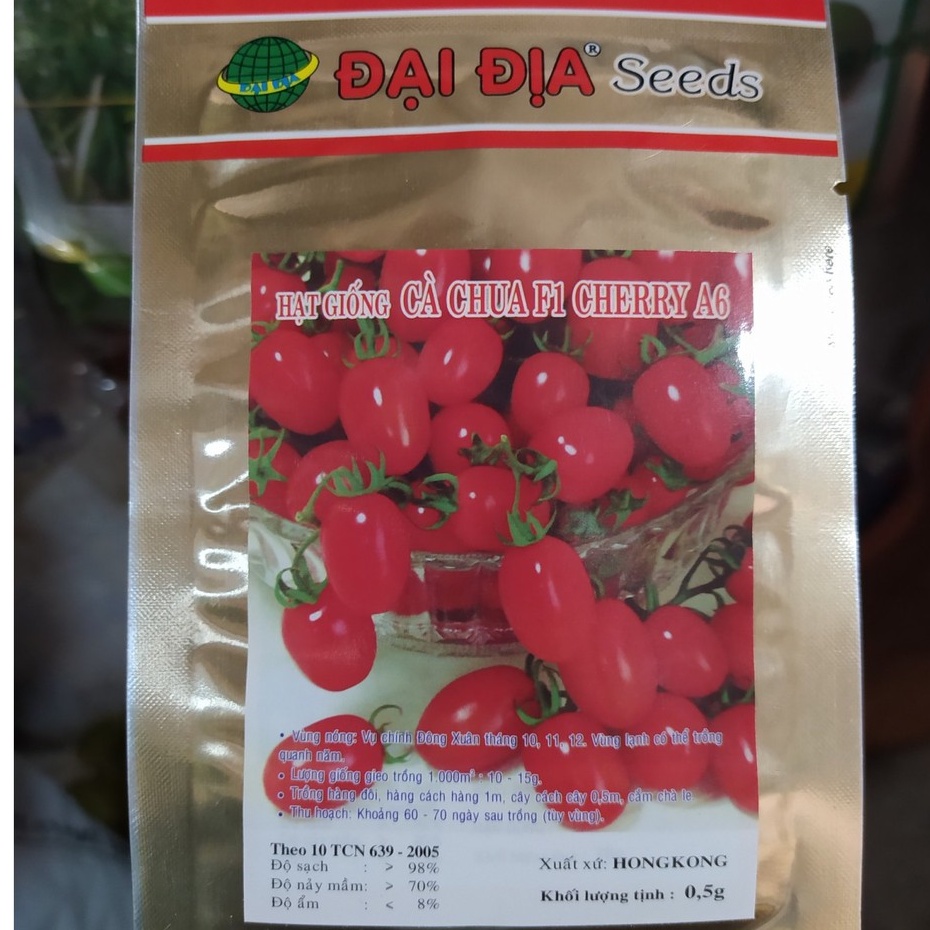 ĐẠI ĐỊA® Seeds
ĐẠI ĐỊA
HẠT GIỐNG CÀ CHUA F1 CHERRY A6
• Vùng nóng: Vụ chính Đông Xuân tháng 10, 11, 12. Vùng lạnh có thể trồng
quanh năm.
• Lượng giống gieo trồng 1.000m² : 10 - 15g.
• Trồng hàng đôi, hàng cách hàng 1m, cây cách cây 0,5m, cắm chà le
• Thu hoạch: Khoảng 60 - 70 ngày sau trồng (tùy vùng).
Theo 10 TCN 639 - 2005
Độ sạch : > 98%
Độ nảy mầm: > 70%
Độ ẩm : < 8%
Xuất xứ: HONGKONG
Khối lượng tịnh : 0,5g